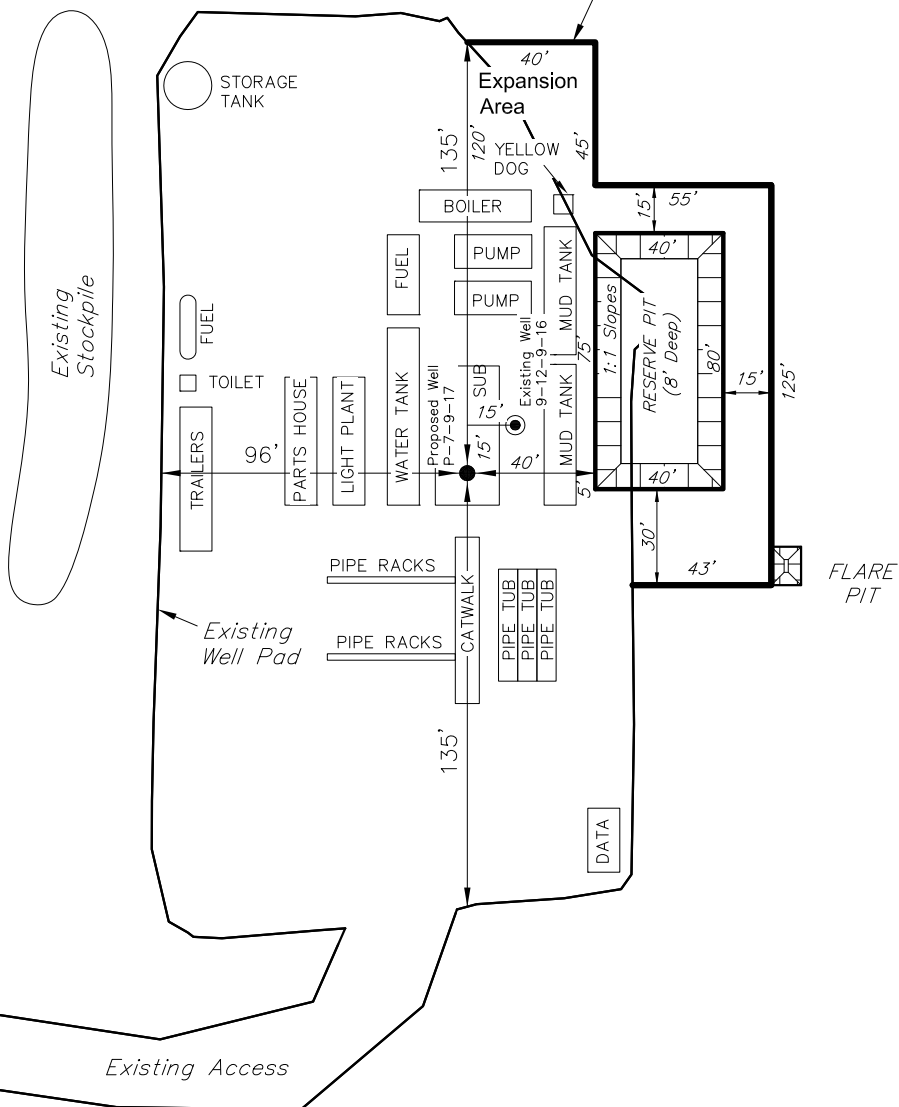 40'
Expansion
Area
STORAGE
TANK
135'
120'
45'
YELLOW
DOG
55'
15'
BOILER
40'
FUEL
PUMP
MUD TANK
PUMP
Existing
Stockpile
FUEL
1:1 Slopes
RESERVE PIT
(8' Deep)
80'
15'
125'
75'
Existing Well
9-12-9-16
SUB
15'
TOILET
TRAILERS
PARTS HOUSE
LIGHT PLANT
WATER TANK
Proposed Well
P-7-9-17
15'
MUD TANK
96'
40'
5'
40'
30'
43'
FLARE
PIT
PIPE RACKS
CATWALK
PIPE TUB
PIPE TUB
PIPE TUB
Existing
Well Pad
PIPE RACKS
135'
DATA
Existing Access